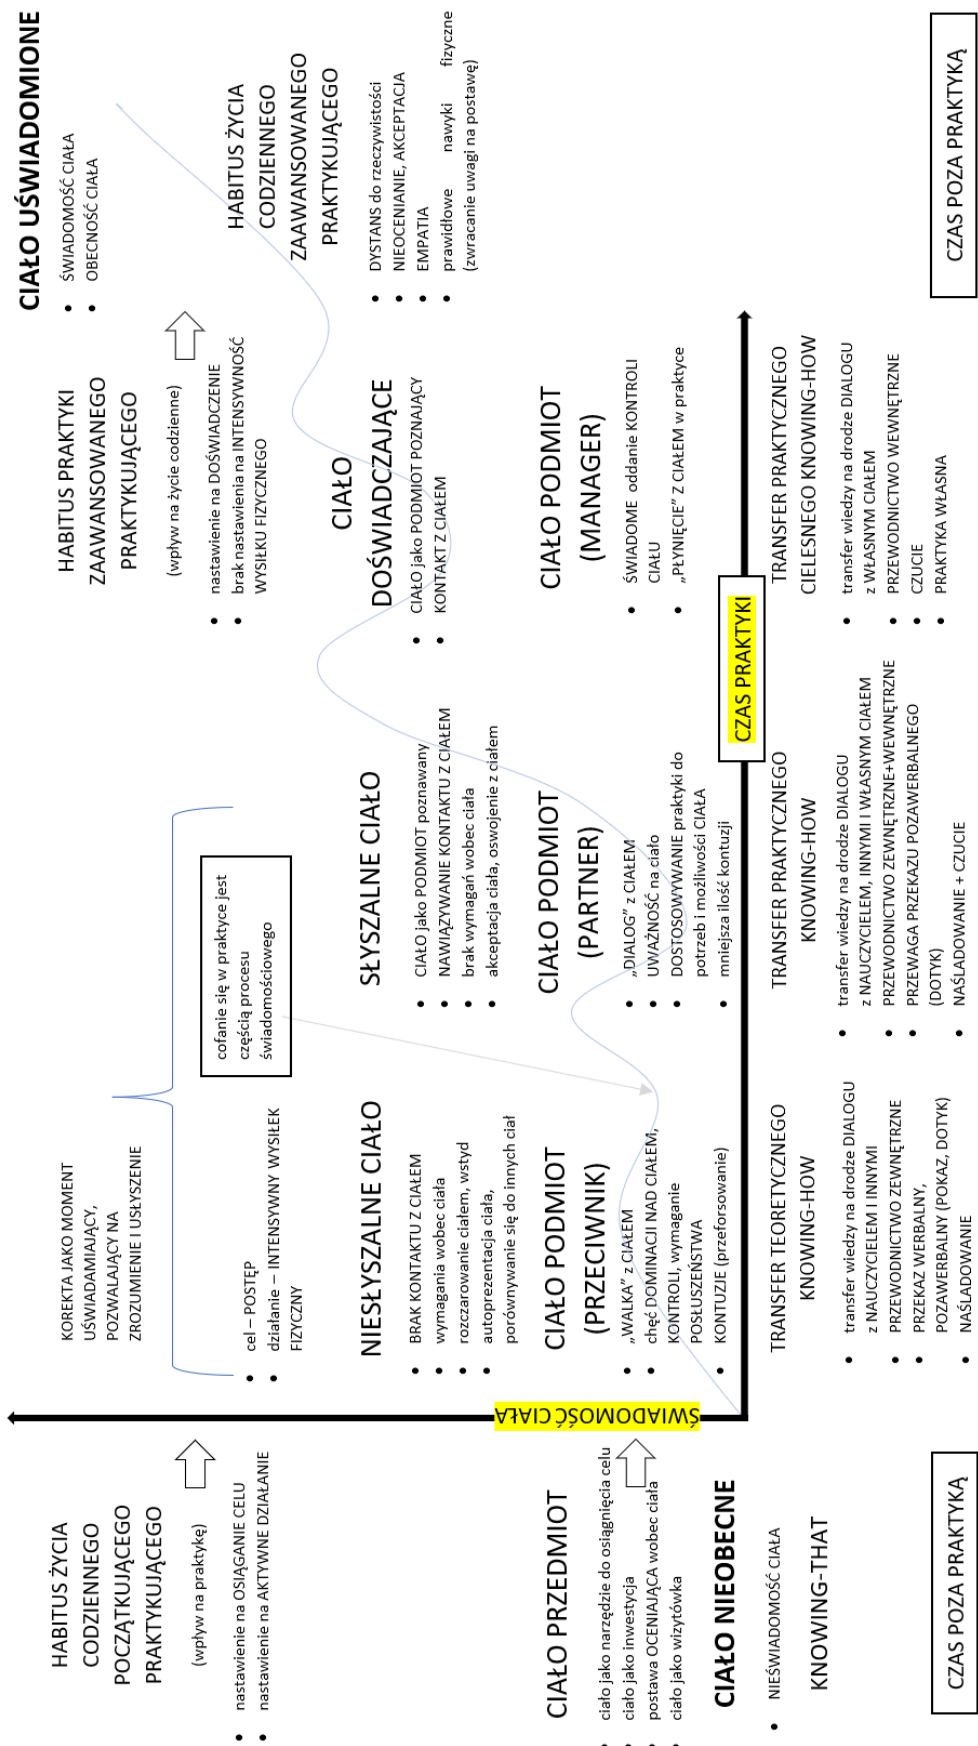 HABITUS ŻYCIA
CODZIENNEGO
POCZĄTKUJĄCEGO
PRAKTYKUJĄCEGO
(wpływ na praktykę)
• nastawienie na OSIĄGANIE CELU
• nastawienie na AKTYWNE DZIAŁANIE
CIAŁO PRZEDMIOT
• ciało jako narzędzie do osiągnięcia celu
• ciało jako inwestycja
• postawa OCENIAJĄCA wobec ciała
• ciało jako wizytówka
CIAŁO NIEOBECNE
• NIEŚWIADOMOŚĆ CIAŁA
KNOWING-THAT
CZAS POZA PRAKTYKĄ
ŚWIADOMOŚĆ CIAŁA
KOREKTA JAKO MOMENT
UŚWIADAMIAJĄCY,
POZWALAJĄCY NA
ZROZUMIENIE I USŁYSZENIE
• cel – POSTĘP
• działanie – INTENSYWNY WYSIŁEK
FIZYCZNY
cofanie się w praktyce jest
częścią procesu
świadomościowego
NIESŁYSZALNE CIAŁO
• BRAK KONTAKTU Z CIAŁEM
• wymagania wobec ciała
• rozczarowanie ciałem, wstyd
• autoprezentacja ciała,
porównywanie się do innych ciał
CIAŁO PODMIOT
(PRZECIWNIK)
• „WALKA” z CIAŁEM
• chęć DOMINACJI NAD CIAŁEM,
KONTROLI, wymaganie
POSŁUSZEŃSTWA
• KONTUZJE (przeforsowanie)
TRANSFER TEORETYCZNEGO
KNOWING-HOW
• transfer wiedzy na drodze DIALOGU
z NAUCZYCIELEM I INNYMI
• PRZEWODNICTWO ZEWNĘTRZNE
• PRZEKAZ WERBALNY,
POZAWERBALNY (POKAZ, DOTYK)
• NAŚLADOWANIE
SŁYSZALNE CIAŁO
• CIAŁO jako PODMIOT poznawany
• NAWIĄZYWANIE KONTAKTU Z CIAŁEM
• brak wymagań wobec ciała
• akceptacja ciała, oswojenie z ciałem
CIAŁO PODMIOT
(PARTNER)
• „DIALOG” z CIAŁEM
• UWAŻNOŚĆ na ciało
• DOSTOSOWYWANIE praktyki do
potrzeb i możliwości CIAŁA
• mniejsza ilość kontuzji
TRANSFER PRAKTYCZNEGO
KNOWING-HOW
• transfer wiedzy na drodze DIALOGU
z NAUCZYCIELEM, INNYMI I WŁASNYM CIAŁEM
• PRZEWODNICTWO ZEWNĘTRZNE+WEWNĘTRZNE
• PRZEWAGA PRZEKAZU POZAWERBALNEGO
(DOTYK)
• NAŚLADOWANIE + CZUCIE
CZAS PRAKTYKI
HABITUS PRAKTYKI
ZAAWANSOWANEGO
PRAKTYKUJĄCEGO
(wpływ na życie codzienne)
• nastawienie na DOŚWIADCZENIE
• brak nastawienia na INTENSYWNOŚĆ
WYSIŁKU FIZYCZNEGO
CIAŁO
DOŚWIADCZAJĄCE
• CIAŁO jako PODMIOT POZNAJĄCY
• KONTAKT Z CIAŁEM
CIAŁO PODMIOT
(MANAGER)
• ŚWIADOME oddanie KONTROLI
CIAŁU
• „PŁYNIĘCIE” Z CIAŁEM w praktyce
TRANSFER PRAKTYCZNEGO
CIELESNEGO KNOWING-HOW
• transfer wiedzy na drodze DIALOGU
z WŁASNYM CIAŁEM
• PRZEWODNICTWO WEWNĘTRZNE
• CZUCIE
• PRAKTYKA WŁASNA
CIAŁO UŚWIADOMIONE
• ŚWIADOMOŚĆ CIAŁA
• OBECNOŚĆ CIAŁA
HABITUS ŻYCIA
CODZIENNEGO
ZAAWANSOWANEGO
PRAKTYKUJĄCEGO
• DYSTANS do rzeczywistości
• NIEOCENIANIE, AKCEPTACJA
• EMPATIA
• prawidłowe nawyki fizyczne
(zwracanie uwagi na postawę)
CZAS POZA PRAKTYKĄ